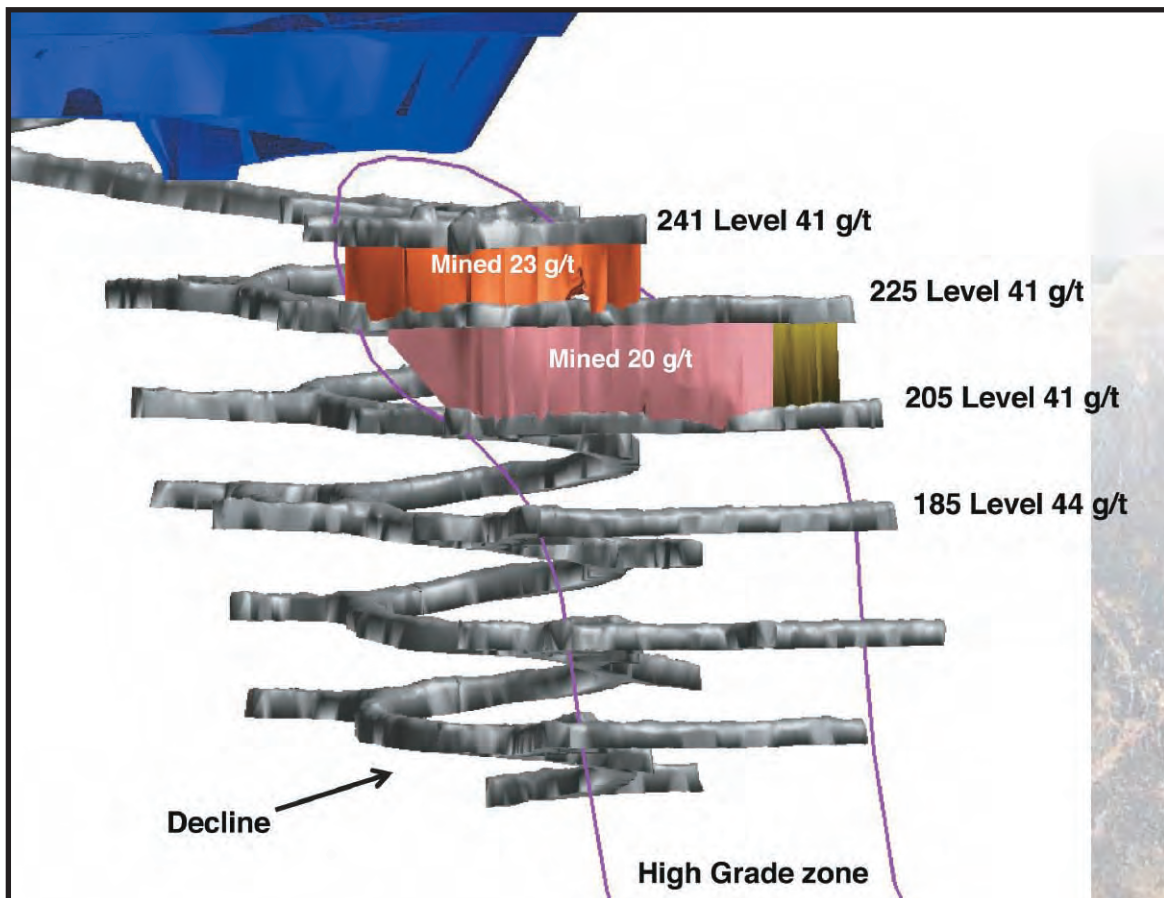 241 Level 41 g/t
Mined 23 g/t
225 Level 41 g/t
Mined 20 g/t
205 Level 41 g/t
185 Level 44 g/t
Decline
High Grade zone